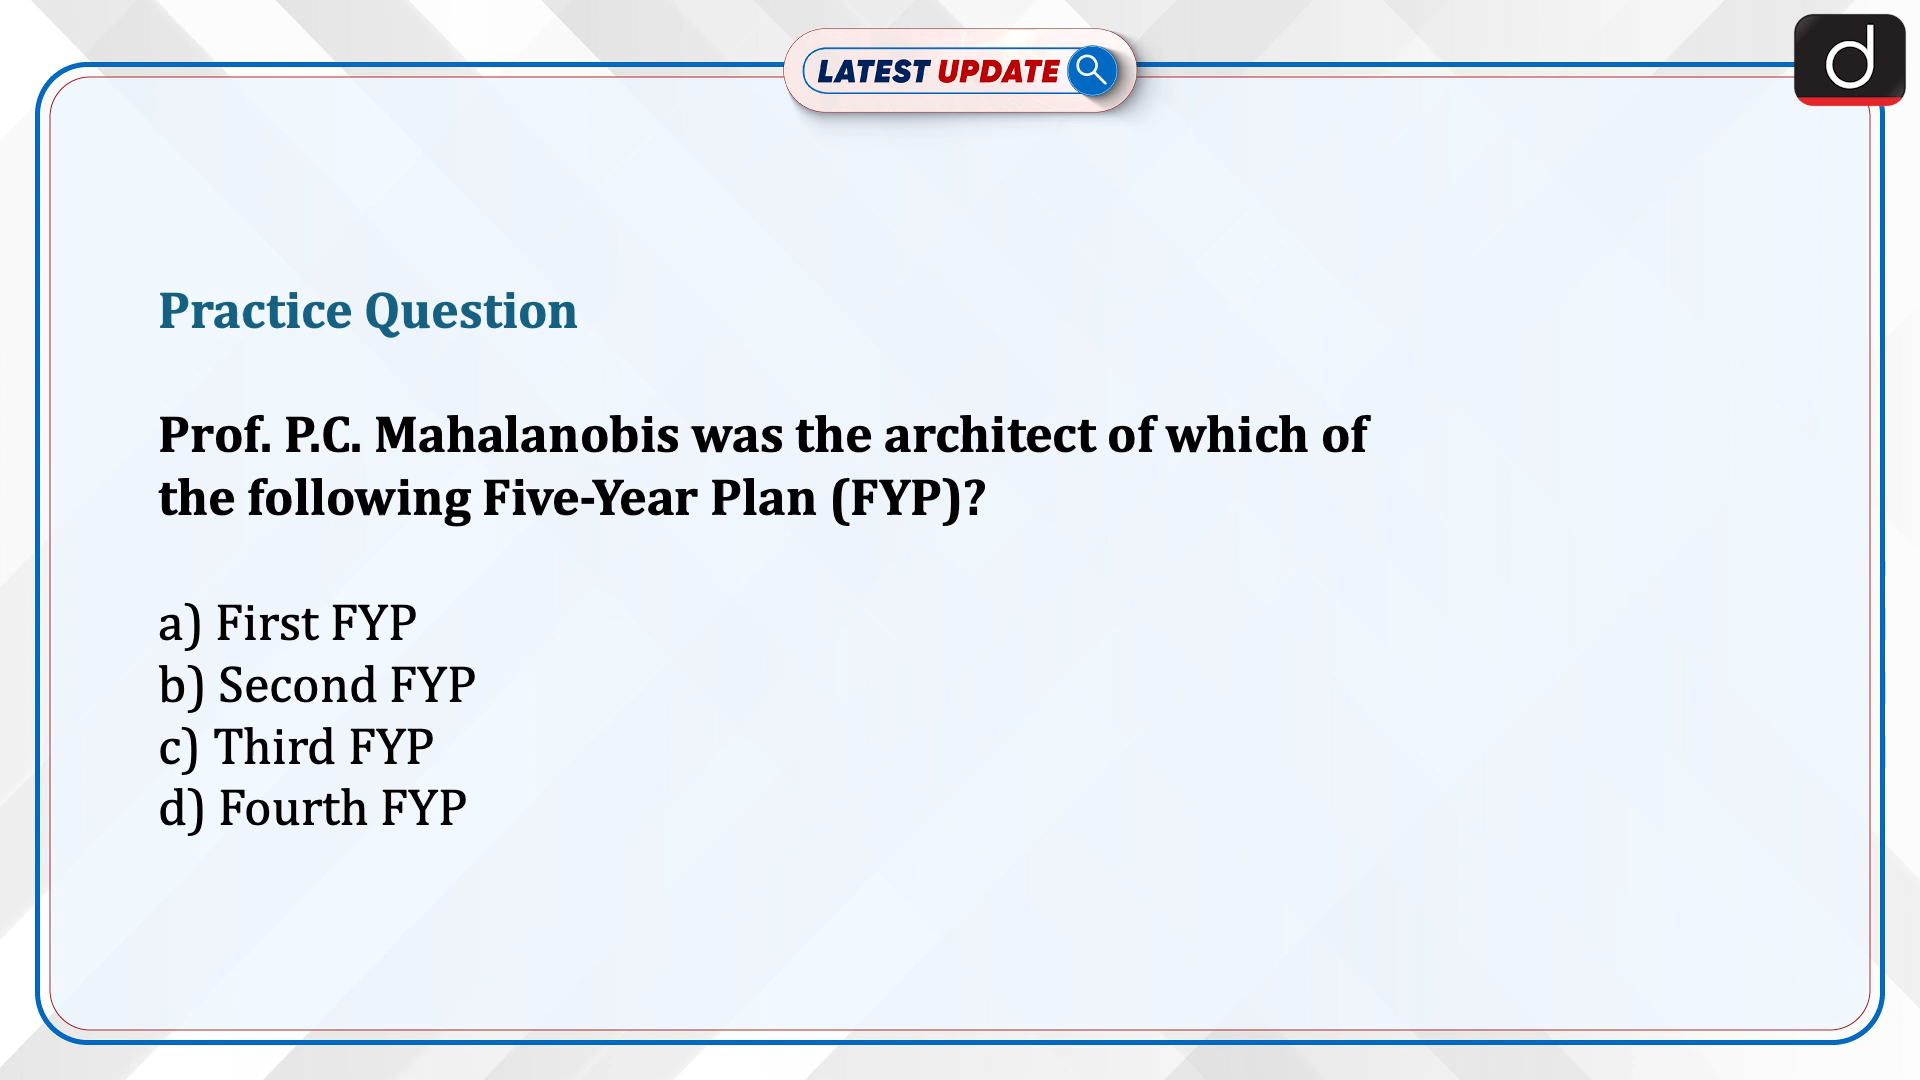 LATEST UPDATE
d
Practice Question
Prof. P.C. Mahalanobis was the architect of which of
the following Five-Year Plan (FYP)?
a) First FYP
b) Second FYP
c) Third FYP
d) Fourth FYP